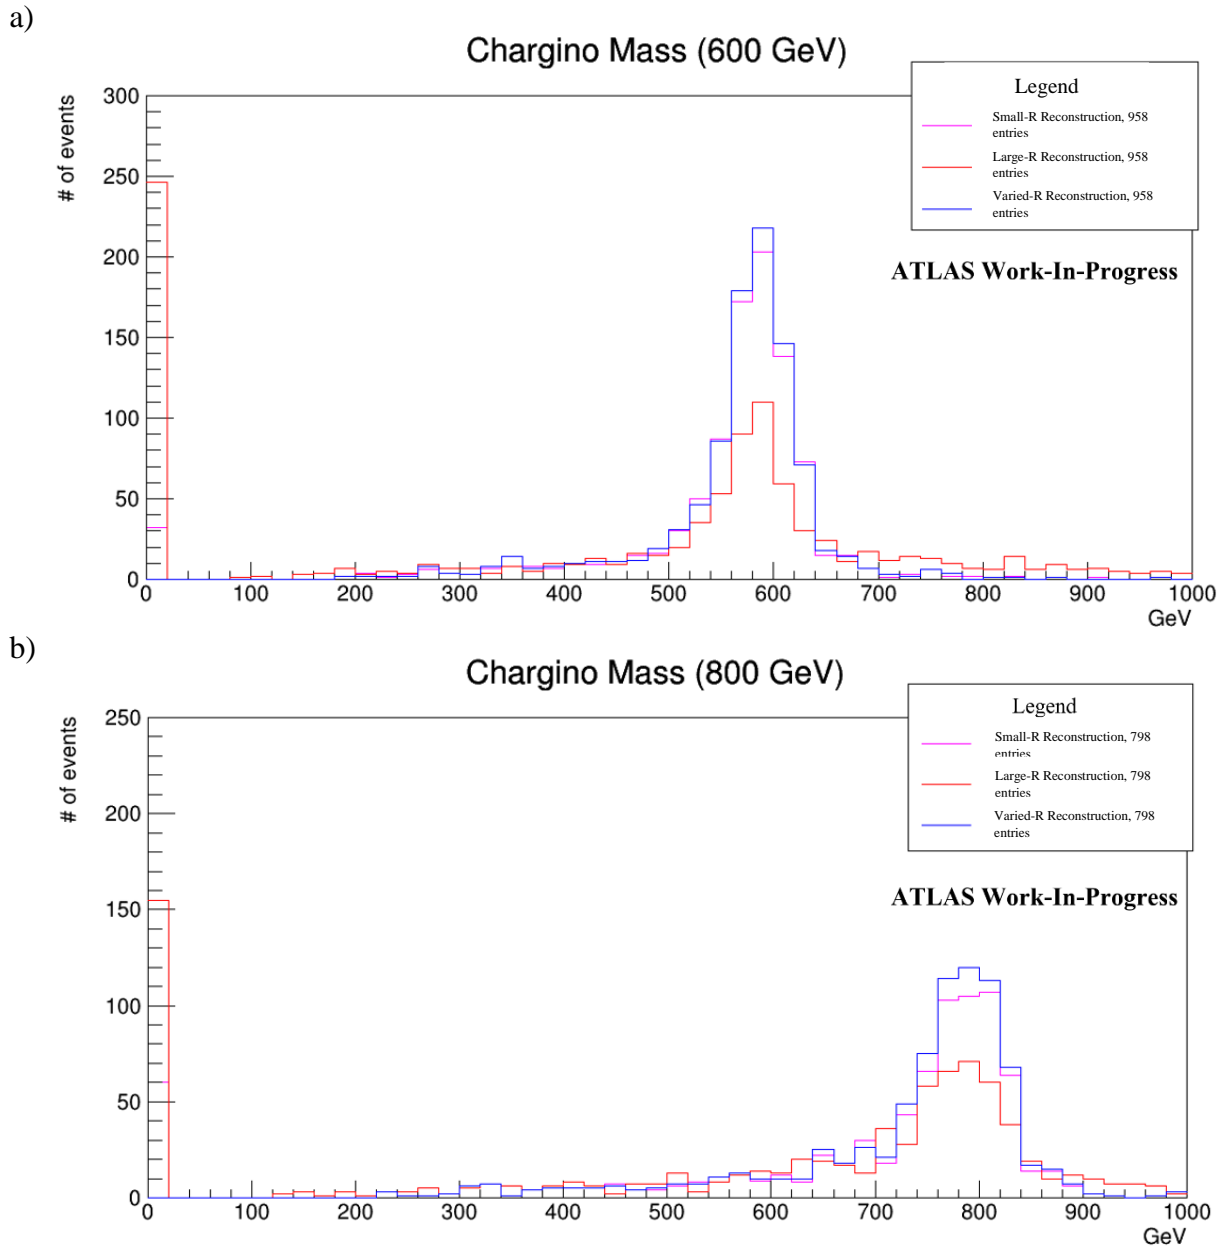 a)
Chargino Mass (600 GeV)
Legend
Small-R Reconstruction, 958
entries
Large-R Reconstruction, 958
entries
Varied-R Reconstruction, 958
entries
ATLAS Work-In-Progress
# of events
300
250
200
150
100
50
0
0 100 200 300 400 500 600 700 800 900 1000
GeV
b)
Chargino Mass (800 GeV)
Legend
Small-R Reconstruction, 798
entries
Large-R Reconstruction, 798
entries
Varied-R Reconstruction, 798
entries
ATLAS Work-In-Progress
# of events
250
200
150
100
50
0
0 100 200 300 400 500 600 700 800 900 1000
GeV